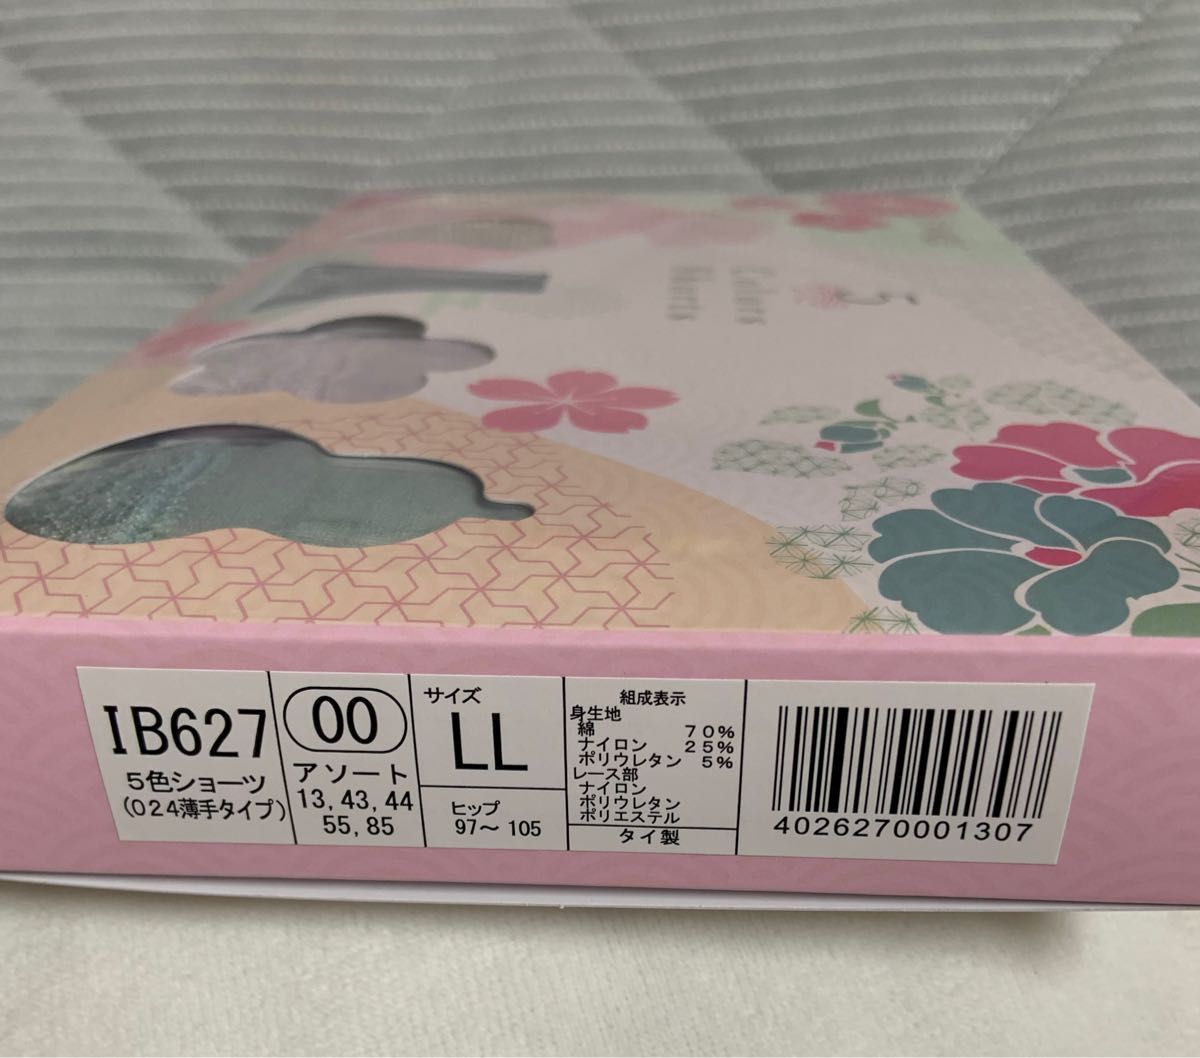 5
Colors
Shorts
IB627
5色ショーツ
(024薄手タイプ)
00
アソート
13, 43, 44
55, 85
サイズ
LL
ヒップ
97〜 105
組成表示
身生地
綿 70%
ナイロン 25%
ポリウレタン 5%
レース部
ナイロン
ポリウレタン
ポリエステル
タイ製
4026270001307